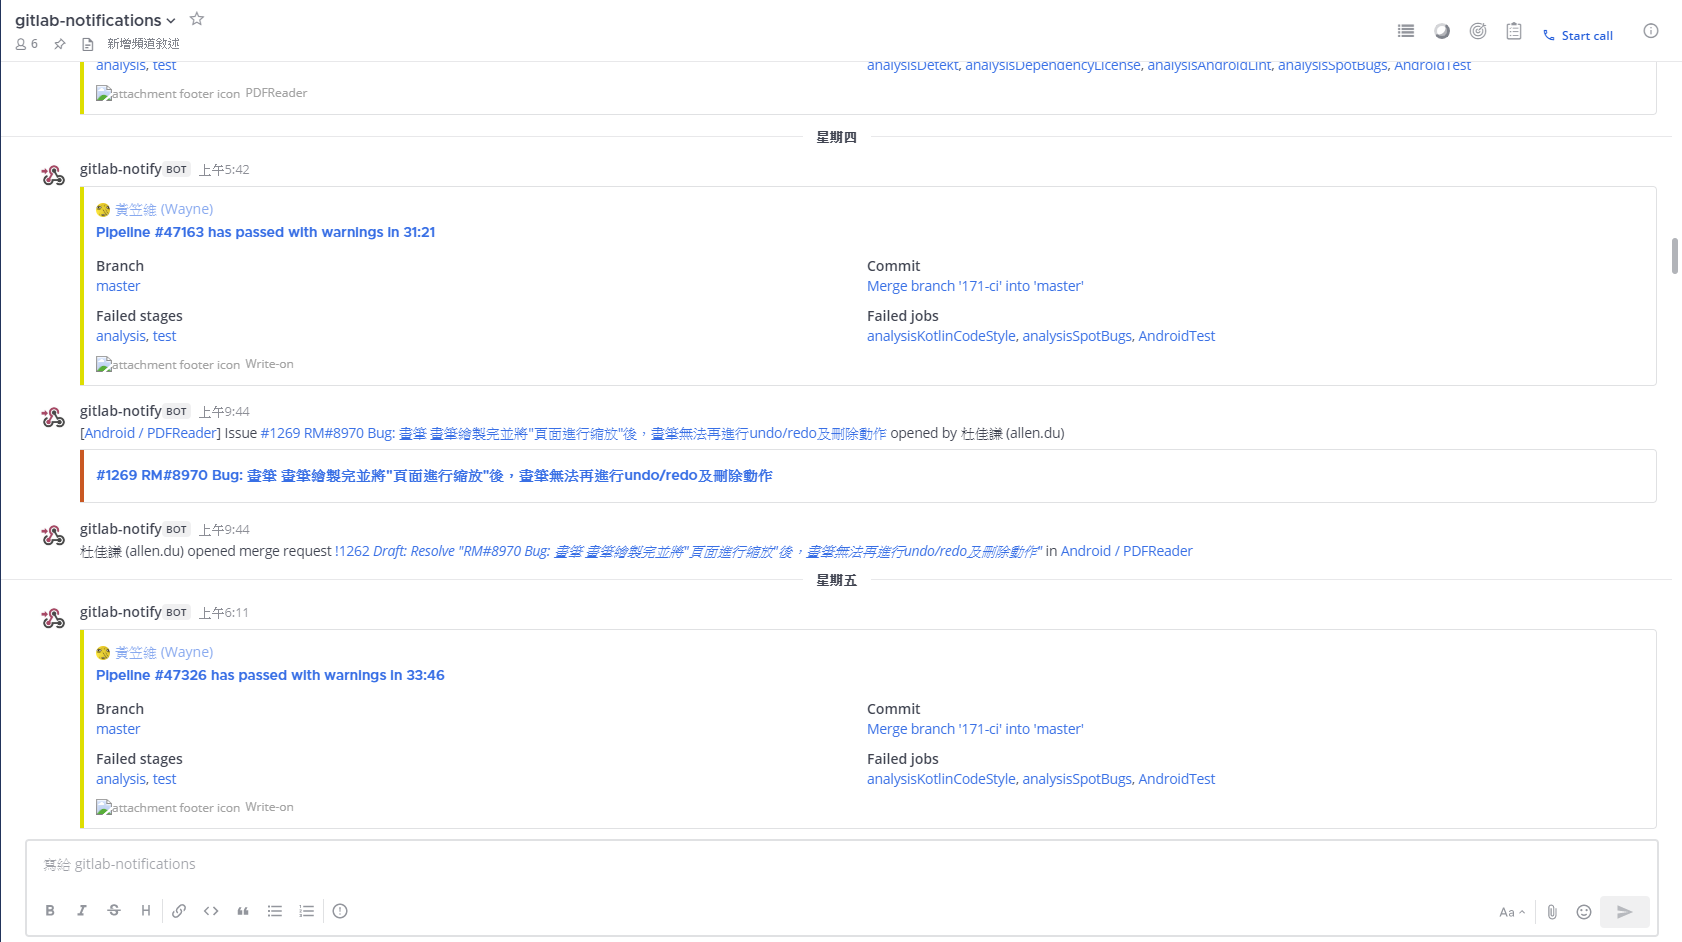 gitlab-notifications
6 新增頻道敘述
Start call
analysis, test
analysisDetekt, analysisDependencyLicense, analysisAndroidLint, analysisSpotBugs, AndroidTest
attachment footer icon PDFReader
星期四
gitlab-notify BOT 上午5:42
黃笠維 (Wayne)
Pipeline #47163 has passed with warnings in 31:21
Branch
master
Commit
Merge branch '171-ci' into 'master'
Failed stages
analysis, test
Failed jobs
analysisKotlinCodeStyle, analysisSpotBugs, AndroidTest
attachment footer icon Write-on
gitlab-notify BOT 上午9:44
[Android / PDFReader] Issue #1269 RM#8970 Bug: 畫筆 畫筆繪製完並將"頁面進行縮放"後，畫筆無法再進行undo/redo及刪除動作 opened by 杜佳謙 (allen.du)
#1269 RM#8970 Bug: 畫筆 畫筆繪製完並將"頁面進行縮放"後，畫筆無法再進行undo/redo及刪除動作
gitlab-notify BOT 上午9:44
杜佳謙 (allen.du) opened merge request !1262 Draft: Resolve "RM#8970 Bug: 畫筆 畫筆繪製完並將"頁面進行縮放"後，畫筆無法再進行undo/redo及刪除動作" in Android / PDFReader
星期五
gitlab-notify BOT 上午6:11
黃笠維 (Wayne)
Pipeline #47326 has passed with warnings in 33:46
Branch
master
Commit
Merge branch '171-ci' into 'master'
Failed stages
analysis, test
Failed jobs
analysisKotlinCodeStyle, analysisSpotBugs, AndroidTest
attachment footer icon Write-on
寫給 gitlab-notifications
B I S H
Aa